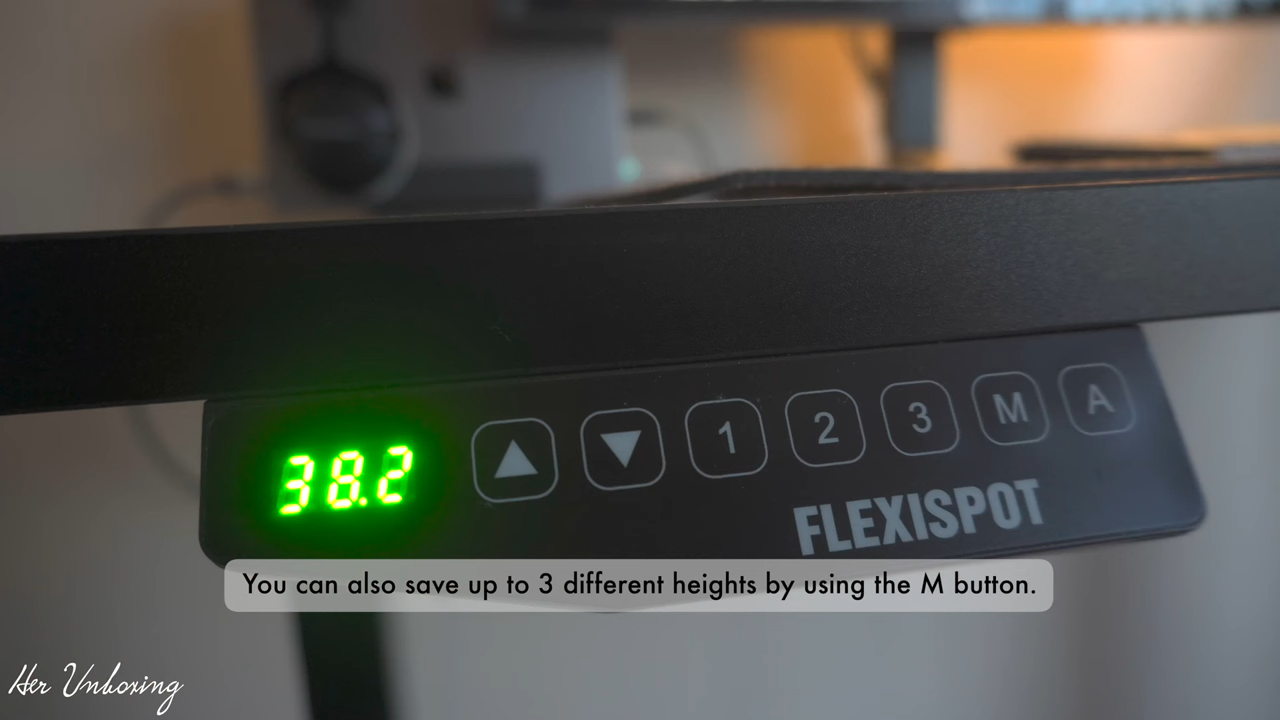 38.2
1 2 3 M A
FLEXISPOT
You can also save up to 3 different heights by using the M button.
Her Unboxing